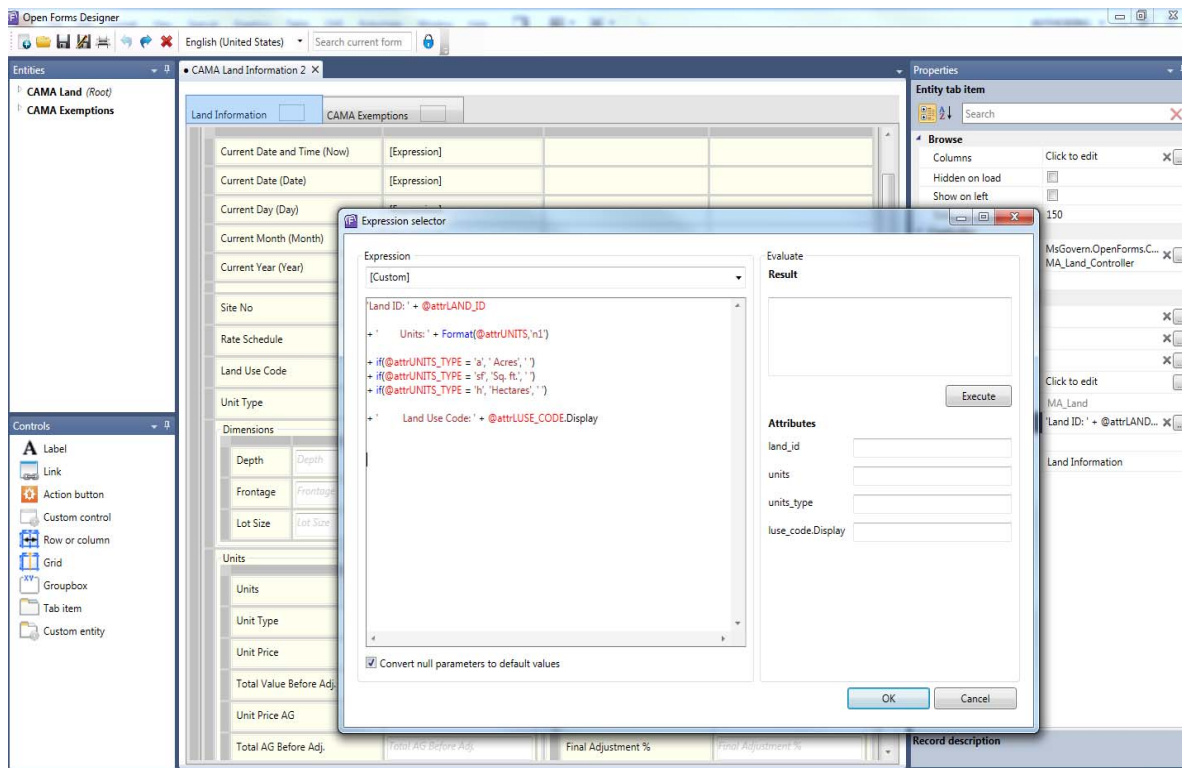 Open Forms Designer
English (United States)
Search current form
Entities
CAMA Land (Root)
CAMA Exemptions
Controls
Label
Link
Action button
Custom control
Row or column
Grid
Groupbox
Tab item
Custom entity
• CAMA Land Information 2
Land Information
CAMA Exemptions
Current Date and Time (Now) [Expression]
Current Date (Date) [Expression]
Current Day (Day)
Current Month (Month)
Current Year (Year)
Site No
Rate Schedule
Land Use Code
Unit Type
Dimensions
Depth Depth
Frontage Frontage
Lot Size Lot Size
Units
Units
Unit Type
Unit Price
Total Value Before Adj.
Unit Price AG
Total AG Before Adj. Total AG Before Adj. Final Adjustment % Final Adjustment %
Expression selector
Expression
[Custom]
'Land ID: ' + @attrLAND_ID
+ ' Units: ' + Format(@attrUNITS,'n1')
+ if(@attrUNITS_TYPE = 'a', ' Acres', ' ')
+ if(@attrUNITS_TYPE = 'sf', 'Sq. ft.', ' ')
+ if(@attrUNITS_TYPE = 'h', 'Hectares', ' ')
+ ' Land Use Code: ' + @attrLUSE_CODE.Display
Convert null parameters to default values
Evaluate
Result
Execute
Attributes
land_id
units
units_type
luse_code.Display
OK
Cancel
Properties
Entity tab item
Search
Browse
Columns Click to edit
Hidden on load
Show on left
150
MsGovern.OpenForms.C...
MA_Land_Controller
Click to edit
MA_Land
'Land ID: ' + @attrLAND...
Land Information
Record description